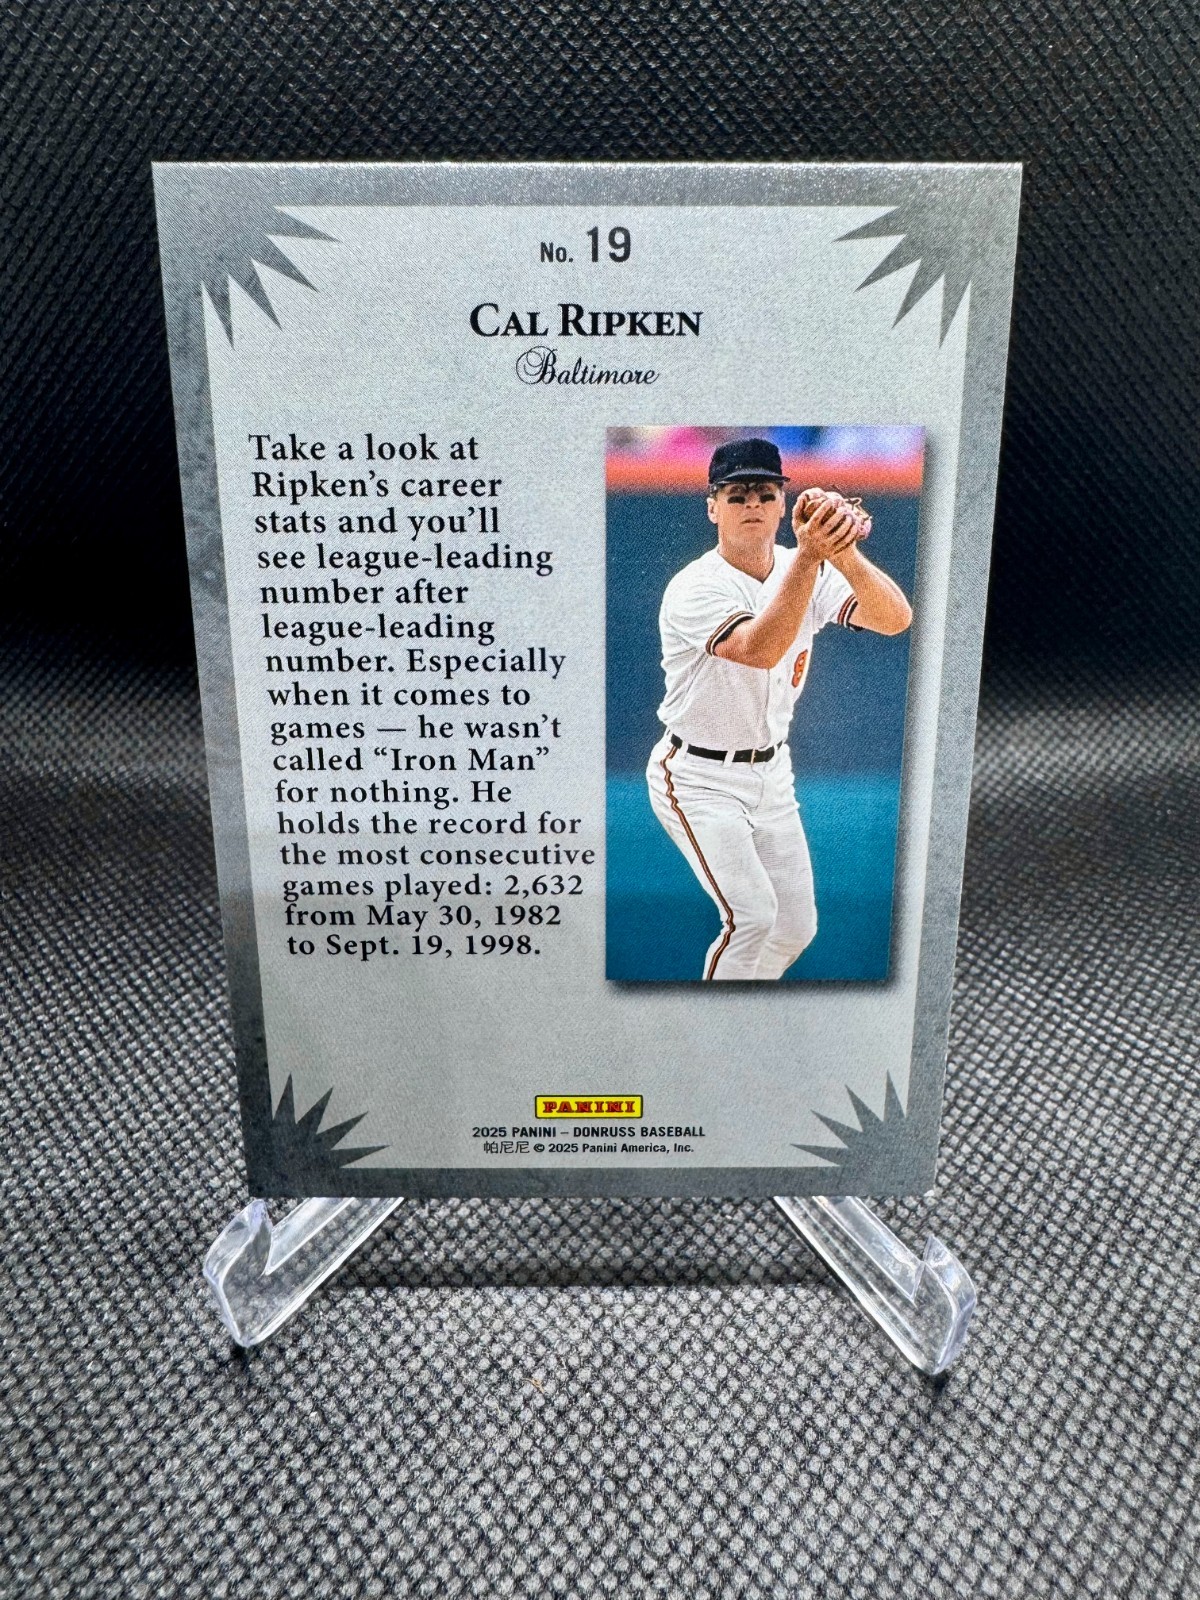 No. 19
Cal Ripken
Baltimore
Take a look at
Ripken's career
stats and you'll
see league-leading
number after
league-leading
number. Especially
when it comes to
games — he wasn't
called “Iron Man”
for nothing. He
holds the record for
the most consecutive
games played: 2,632
from May 30, 1982
to Sept. 19, 1998.
8
PANINI
2025 PANINI – DONRUSS BASEBALL
帕尼尼 © 2025 Panini America, Inc.